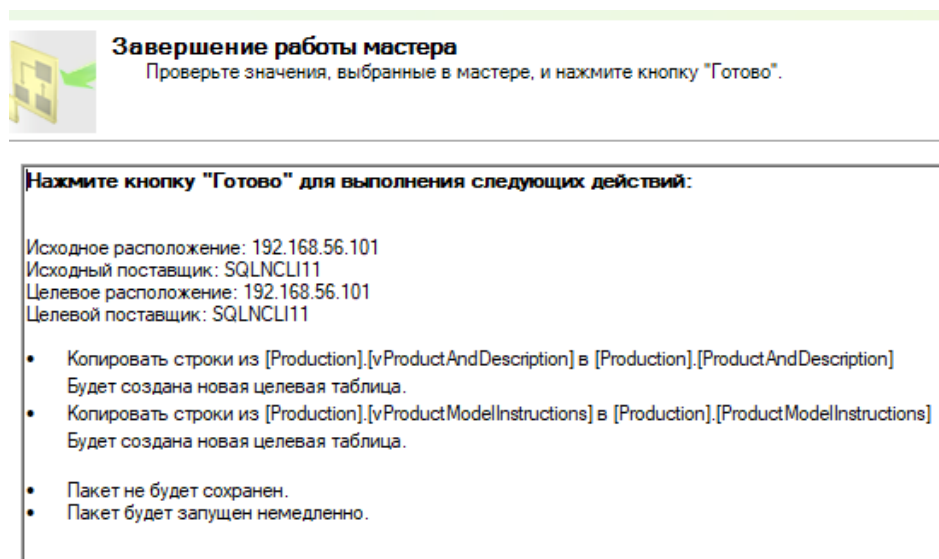 Завершение работы мастера
Проверьте значения, выбранные в мастере, и нажмите кнопку "Готово".
Нажмите кнопку "Готово" для выполнения следующих действий:
Исходное расположение: 192.168.56.101
Исходный поставщик: SQLNCLI11
Целевое расположение: 192.168.56.101
Целевой поставщик: SQLNCLI11
• Копировать строки из [Production].[vProductAndDescription] в [Production].[ProductAndDescription]
Будет создана новая целевая таблица.
• Копировать строки из [Production].[vProductModelInstructions] в [Production].[ProductModelInstructions]
Будет создана новая целевая таблица.
• Пакет не будет сохранен.
• Пакет будет запущен немедленно.